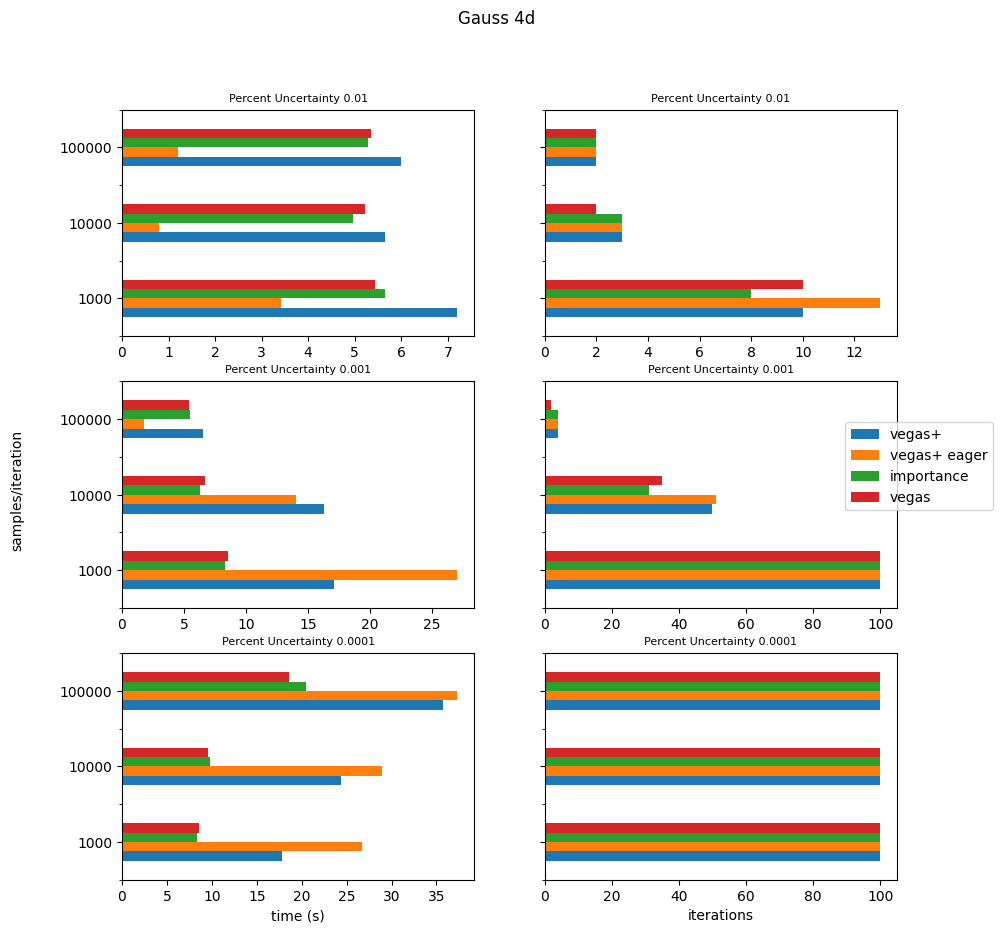 Gauss 4d
Percent Uncertainty 0.01
Percent Uncertainty 0.01
100000
10000
1000
0 1 2 3 4 5 6 7
0 2 4 6 8 10 12
Percent Uncertainty 0.001
Percent Uncertainty 0.001
samples/iteration
100000
10000
1000
vegas+
vegas+ eager
importance
vegas
0 5 10 15 20 25
0 20 40 60 80 100
Percent Uncertainty 0.0001
Percent Uncertainty 0.0001
100000
10000
1000
0 5 10 15 20 25 30 35
0 20 40 60 80 100
time (s)
iterations